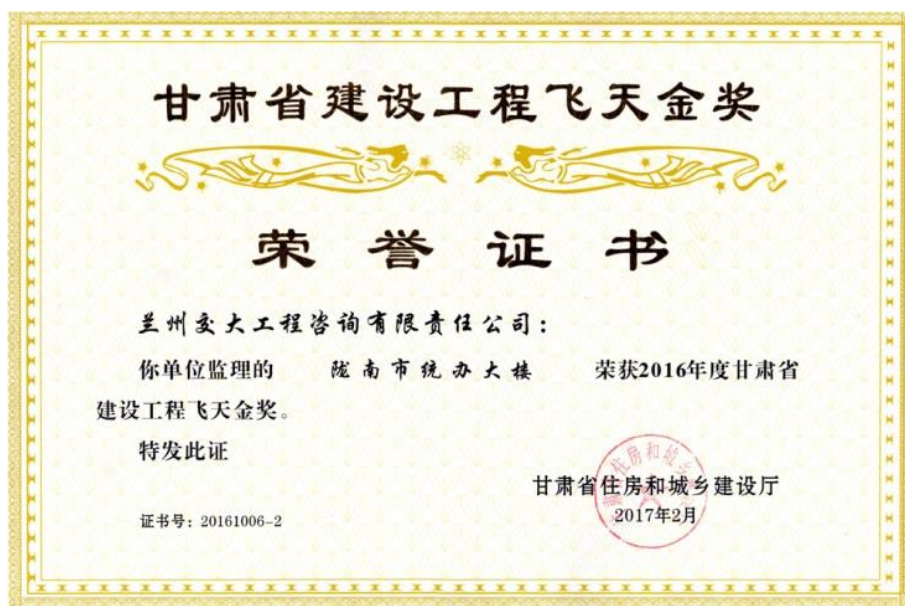 甘肃省建设工程飞天金奖
荣 誉 证 书
兰州交大工程咨询有限责任公司：
你单位监理的 陇南市统办大楼 荣获2016年度甘肃省
建设工程飞天金奖。
特发此证
甘肃省住房和城乡建设厅
2017年2月
证书号：20161006-2